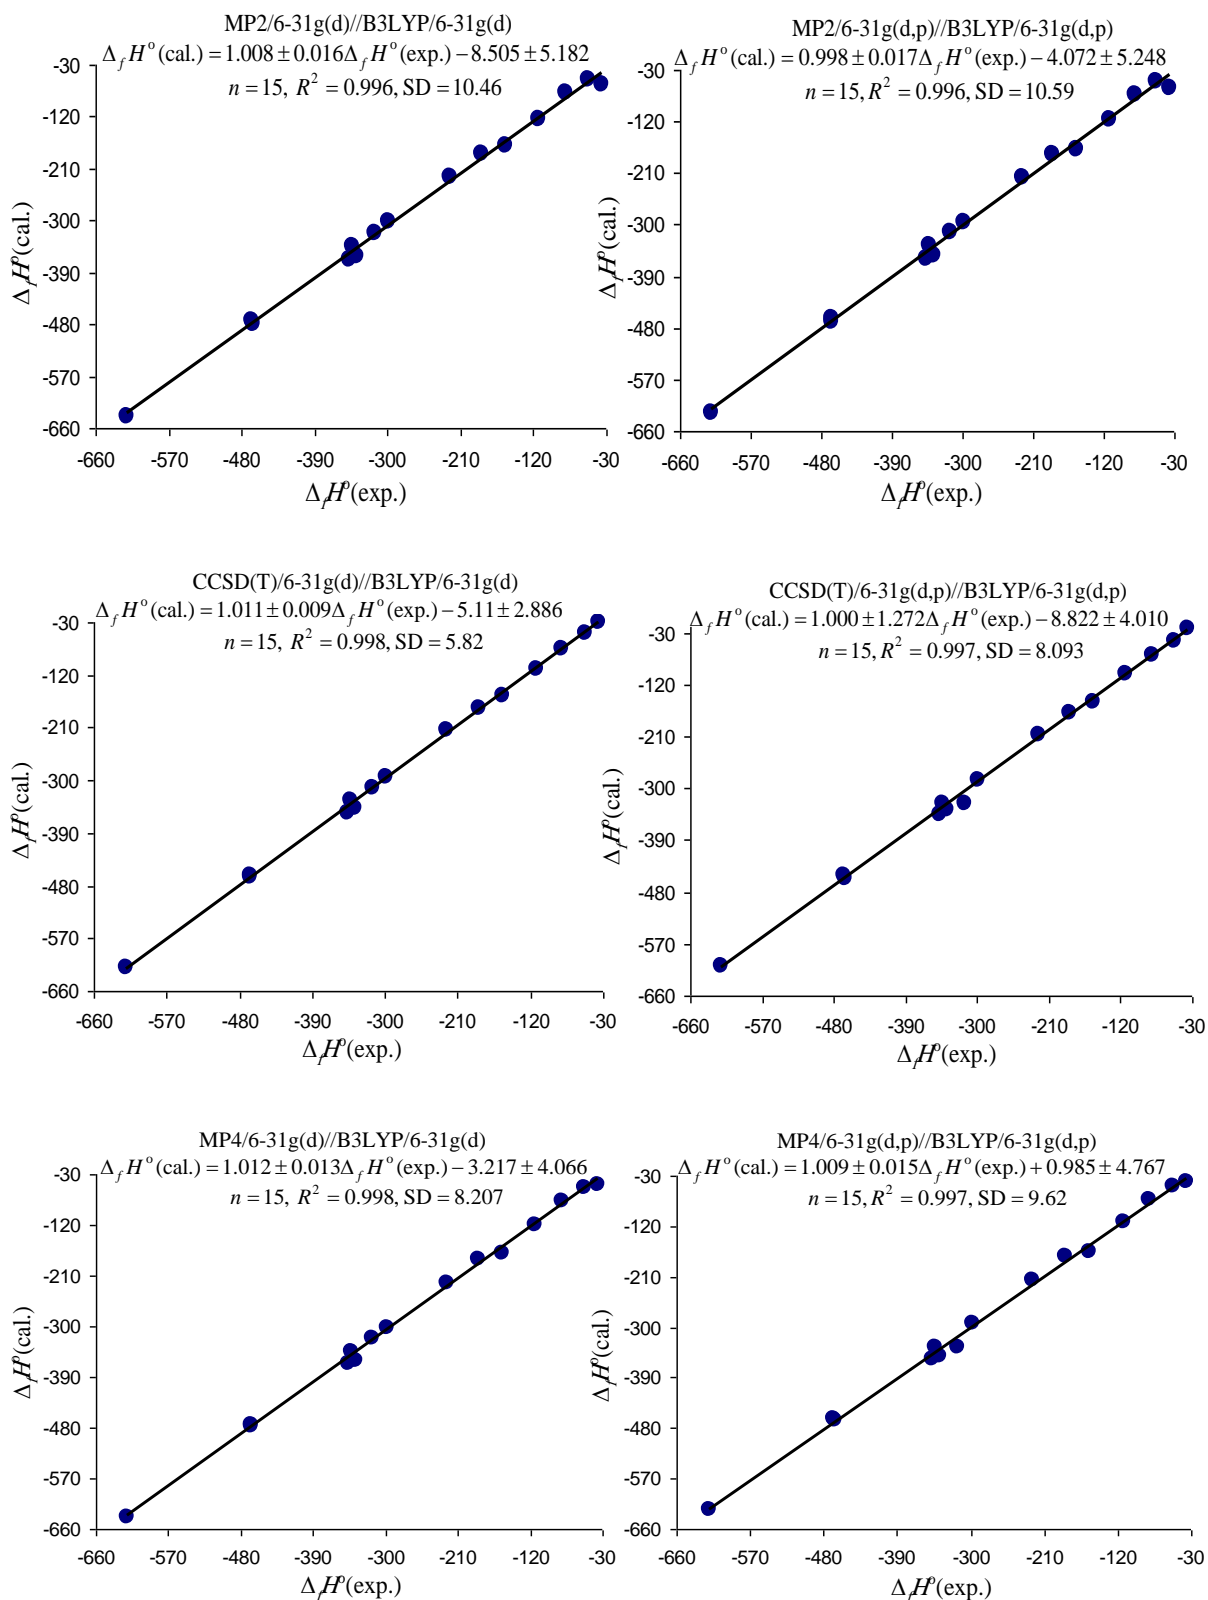 MP2/6-31g(d)//B3LYP/6-31g(d)
Δ_f H°(cal.) = 1.008 ± 0.016Δ_f H°(exp.) − 8.505 ± 5.182
n = 15, R² = 0.996, SD = 10.46
-30
-120
-210
-300
-390
-480
-570
-660
Δ_f H°(cal.)
-660 -570 -480 -390 -300 -210 -120 -30
Δ_f H°(exp.)
MP2/6-31g(d,p)//B3LYP/6-31g(d,p)
Δ_f H°(cal.) = 0.998 ± 0.017Δ_f H°(exp.) − 4.072 ± 5.248
n = 15, R² = 0.996, SD = 10.59
-30
-120
-210
-300
-390
-480
-570
-660
Δ_f H°(cal.)
-660 -570 -480 -390 -300 -210 -120 -30
Δ_f H°(exp.)
CCSD(T)/6-31g(d)//B3LYP/6-31g(d)
Δ_f H°(cal.) = 1.011 ± 0.009Δ_f H°(exp.) − 5.11 ± 2.886
n = 15, R² = 0.998, SD = 5.82
-30
-120
-210
-300
-390
-480
-570
-660
Δ_f H°(cal.)
-660 -570 -480 -390 -300 -210 -120 -30
Δ_f H°(exp.)
CCSD(T)/6-31g(d,p)//B3LYP/6-31g(d,p)
Δ_f H°(cal.) = 1.000 ± 1.272Δ_f H°(exp.) − 8.822 ± 4.010
n = 15, R² = 0.997, SD = 8.093
-30
-120
-210
-300
-390
-480
-570
-660
Δ_f H°(cal.)
-660 -570 -480 -390 -300 -210 -120 -30
Δ_f H°(exp.)
MP4/6-31g(d)//B3LYP/6-31g(d)
Δ_f H°(cal.) = 1.012 ± 0.013Δ_f H°(exp.) − 3.217 ± 4.066
n = 15, R² = 0.998, SD = 8.207
-30
-120
-210
-300
-390
-480
-570
-660
Δ_f H°(cal.)
-660 -570 -480 -390 -300 -210 -120 -30
Δ_f H°(exp.)
MP4/6-31g(d,p)//B3LYP/6-31g(d,p)
Δ_f H°(cal.) = 1.009 ± 0.015Δ_f H°(exp.) + 0.985 ± 4.767
n = 15, R² = 0.997, SD = 9.62
-30
-120
-210
-300
-390
-480
-570
-660
Δ_f H°(cal.)
-660 -570 -480 -390 -300 -210 -120 -30
Δ_f H°(exp.)